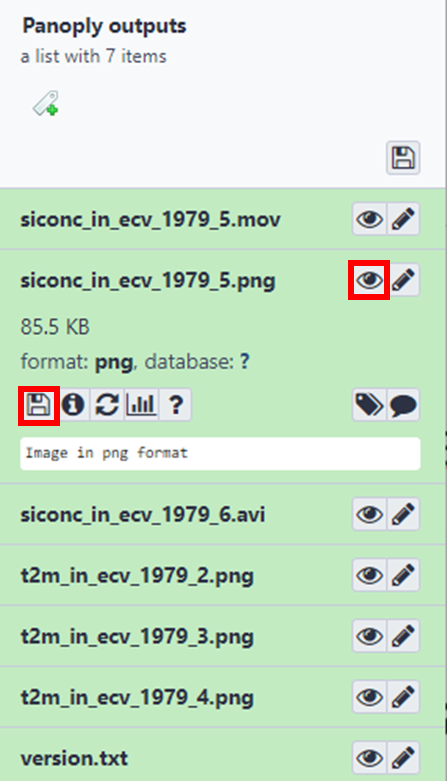 Panoply outputs
a list with 7 items
siconc_in_ecv_1979_5.mov
siconc_in_ecv_1979_5.png
85.5 KB
format: png, database: ?
?
Image in png format
siconc_in_ecv_1979_6.avi
t2m_in_ecv_1979_2.png
t2m_in_ecv_1979_3.png
t2m_in_ecv_1979_4.png
version.txt